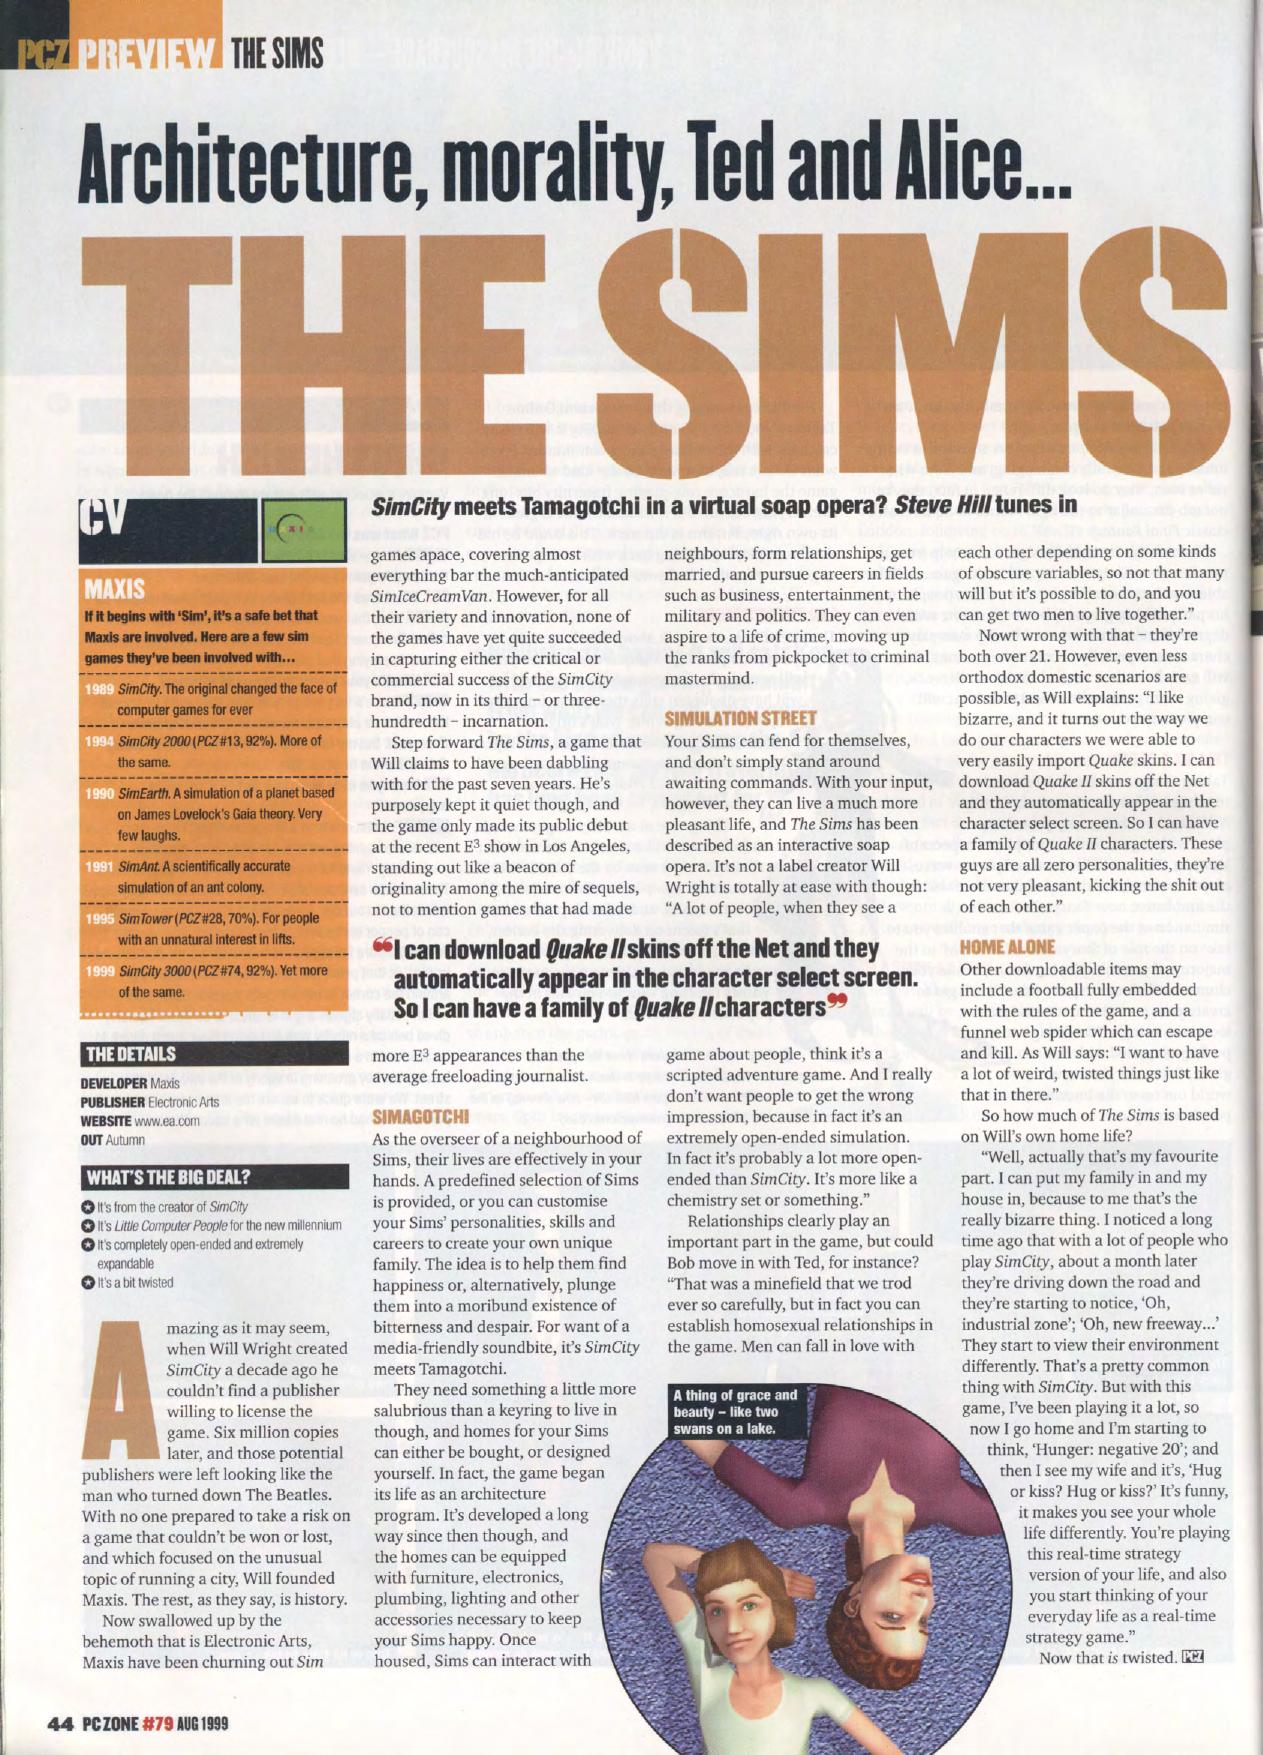 PCZ PREVIEW THE SIMS
Architecture, morality, Ted and Alice...
THE SIMS
SimCity meets Tamagotchi in a virtual soap opera? Steve Hill tunes in
CV
MAXIS
If it begins with 'Sim', it's a safe bet that
Maxis are involved. Here are a few sim
games they've been involved with...
1989 SimCity. The original changed the face of
computer games for ever
1994 SimCity 2000 (PCZ #13, 92%). More of
the same.
1990 SimEarth. A simulation of a planet based
on James Lovelock's Gaia theory. Very
few laughs.
1991 SimAnt. A scientifically accurate
simulation of an ant colony.
1995 SimTower (PCZ #28, 70%). For people
with an unnatural interest in lifts.
1999 SimCity 3000 (PCZ #74, 92%). Yet more
of the same.
THE DETAILS
DEVELOPER Maxis
PUBLISHER Electronic Arts
WEBSITE www.ea.com
OUT Autumn
WHAT'S THE BIG DEAL?
It's from the creator of SimCity
It's Little Computer People for the new millennium
It's completely open-ended and extremely
expandable
It's a bit twisted
Amazing as it may seem,
when Will Wright created
SimCity a decade ago he
couldn't find a publisher
willing to license the
game. Six million copies
later, and those potential
publishers were left looking like the
man who turned down The Beatles.
With no one prepared to take a risk on
a game that couldn't be won or lost,
and which focused on the unusual
topic of running a city, Will founded
Maxis. The rest, as they say, is history.
Now swallowed up by the
behemoth that is Electronic Arts,
Maxis have been churning out Sim
games apace, covering almost
everything bar the much-anticipated
SimIceCreamVan. However, for all
their variety and innovation, none of
the games have yet quite succeeded
in capturing either the critical or
commercial success of the SimCity
brand, now in its third – or three-
hundredth – incarnation.
Step forward The Sims, a game that
Will claims to have been dabbling
with for the past seven years. He's
purposely kept it quiet though, and
the game only made its public debut
at the recent E3 show in Los Angeles,
standing out like a beacon of
originality among the mire of sequels,
not to mention games that had made
"I can download Quake II skins off the Net and they
automatically appear in the character select screen.
So I can have a family of Quake II characters"
more E3 appearances than the
average freeloading journalist.
SIMAGOTCHI
As the overseer of a neighbourhood of
Sims, their lives are effectively in your
hands. A predefined selection of Sims
is provided, or you can customise
your Sims' personalities, skills and
careers to create your own unique
family. The idea is to help them find
happiness or, alternatively, plunge
them into a moribund existence of
bitterness and despair. For want of a
media-friendly soundbite, it's SimCity
meets Tamagotchi.
They need something a little more
salubrious than a keyring to live in
though, and homes for your Sims
can either be bought, or designed
yourself. In fact, the game began
its life as an architecture
program. It's developed a long
way since then though, and
the homes can be equipped
with furniture, electronics,
plumbing, lighting and other
accessories necessary to keep
your Sims happy. Once
housed, Sims can interact with
neighbours, form relationships, get
married, and pursue careers in fields
such as business, entertainment, the
military and politics. They can even
aspire to a life of crime, moving up
the ranks from pickpocket to criminal
mastermind.
SIMULATION STREET
Your Sims can fend for themselves,
and don't simply stand around
awaiting commands. With your input,
however, they can live a much more
pleasant life, and The Sims has been
described as an interactive soap
opera. It's not a label creator Will
Wright is totally at ease with though:
"A lot of people, when they see a
game about people, think it's a
scripted adventure game. And I really
don't want people to get the wrong
impression, because in fact it's an
extremely open-ended simulation.
In fact it's probably a lot more open-
ended than SimCity. It's more like a
chemistry set or something."
Relationships clearly play an
important part in the game, but could
Bob move in with Ted, for instance?
"That was a minefield that we trod
ever so carefully, but in fact you can
establish homosexual relationships in
the game. Men can fall in love with
A thing of grace and
beauty – like two
swans on a lake.
each other depending on some kinds
of obscure variables, so not that many
will but it's possible to do, and you
can get two men to live together."
Nowt wrong with that – they're
both over 21. However, even less
orthodox domestic scenarios are
possible, as Will explains: "I like
bizarre, and it turns out the way we
do our characters we were able to
very easily import Quake skins. I can
download Quake II skins off the Net
and they automatically appear in the
character select screen. So I can have
a family of Quake II characters. These
guys are all zero personalities, they're
not very pleasant, kicking the shit out
of each other."
HOME ALONE
Other downloadable items may
include a football fully embedded
with the rules of the game, and a
funnel web spider which can escape
and kill. As Will says: "I want to have
a lot of weird, twisted things just like
that in there."
So how much of The Sims is based
on Will's own home life?
"Well, actually that's my favourite
part. I can put my family in and my
house in, because to me that's the
really bizarre thing. I noticed a long
time ago that with a lot of people who
play SimCity, about a month later
they're driving down the road and
they're starting to notice, 'Oh,
industrial zone'; 'Oh, new freeway...'
They start to view their environment
differently. That's a pretty common
thing with SimCity. But with this
game, I've been playing it a lot, so
now I go home and I'm starting to
think, 'Hunger: negative 20'; and
then I see my wife and it's, 'Hug
or kiss? Hug or kiss?' It's funny,
it makes you see your whole
life differently. You're playing
this real-time strategy
version of your life, and also
you start thinking of your
everyday life as a real-time
strategy game."
Now that is twisted. PCZ
44 PC ZONE #79 AUG 1999